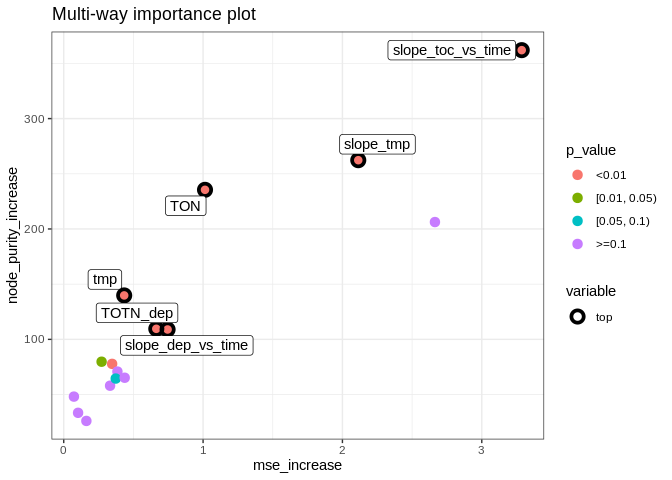 Multi-way importance plot
slope_toc_vs_time
slope_tmp
TON
tmp
TOTN_dep
slope_dep_vs_time
node_purity_increase
300
200
100
0
1
2
3
mse_increase
p_value
<0.01
[0.01, 0.05)
[0.05, 0.1)
>=0.1
variable
top